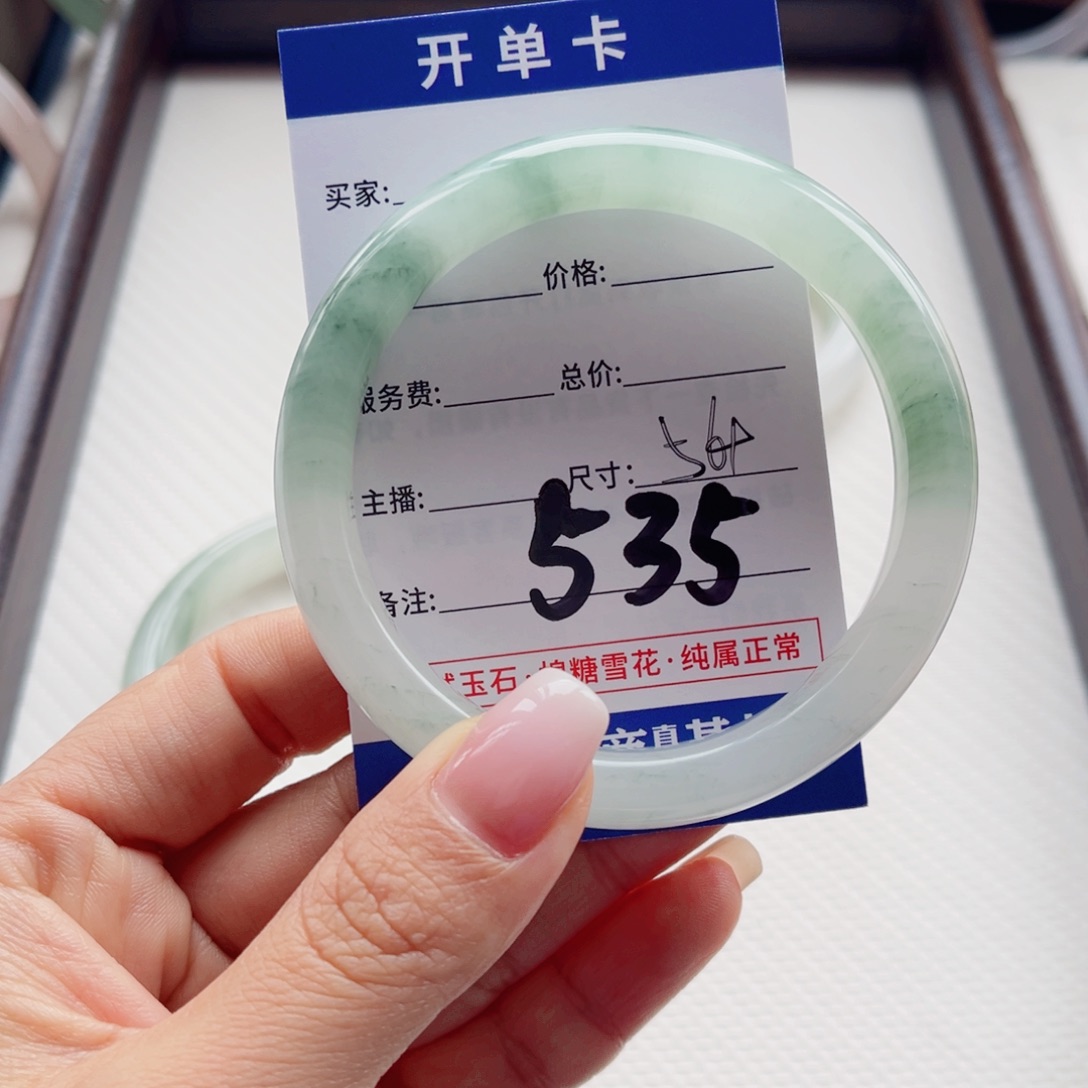 开单卡
买家:
价格:
服务费: 总价:
主播: 尺寸: 56
535
备注:
玉石·棉糖雪花·纯属正常